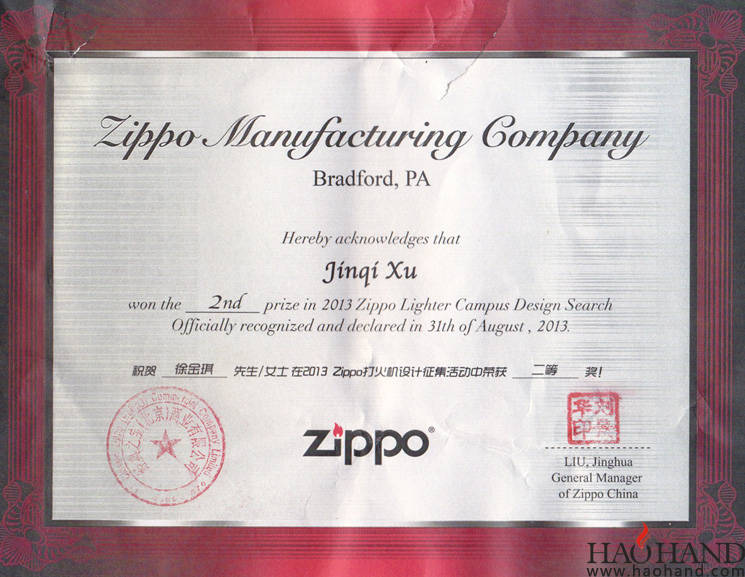 Zippo Manufacturing Company
Bradford, PA
Hereby acknowledges that
Jinqi Xu
won the 2nd prize in 2013 Zippo Lighter Campus Design Search
Officially recognized and declared in 31th of August , 2013.
祝贺 徐金琪 先生/女士 在2013 Zippo打火机设计征集活动中荣获 二等 奖!
zippo®
LIU, Jinghua
General Manager
of Zippo China
HAOHAND
www.haohand.com